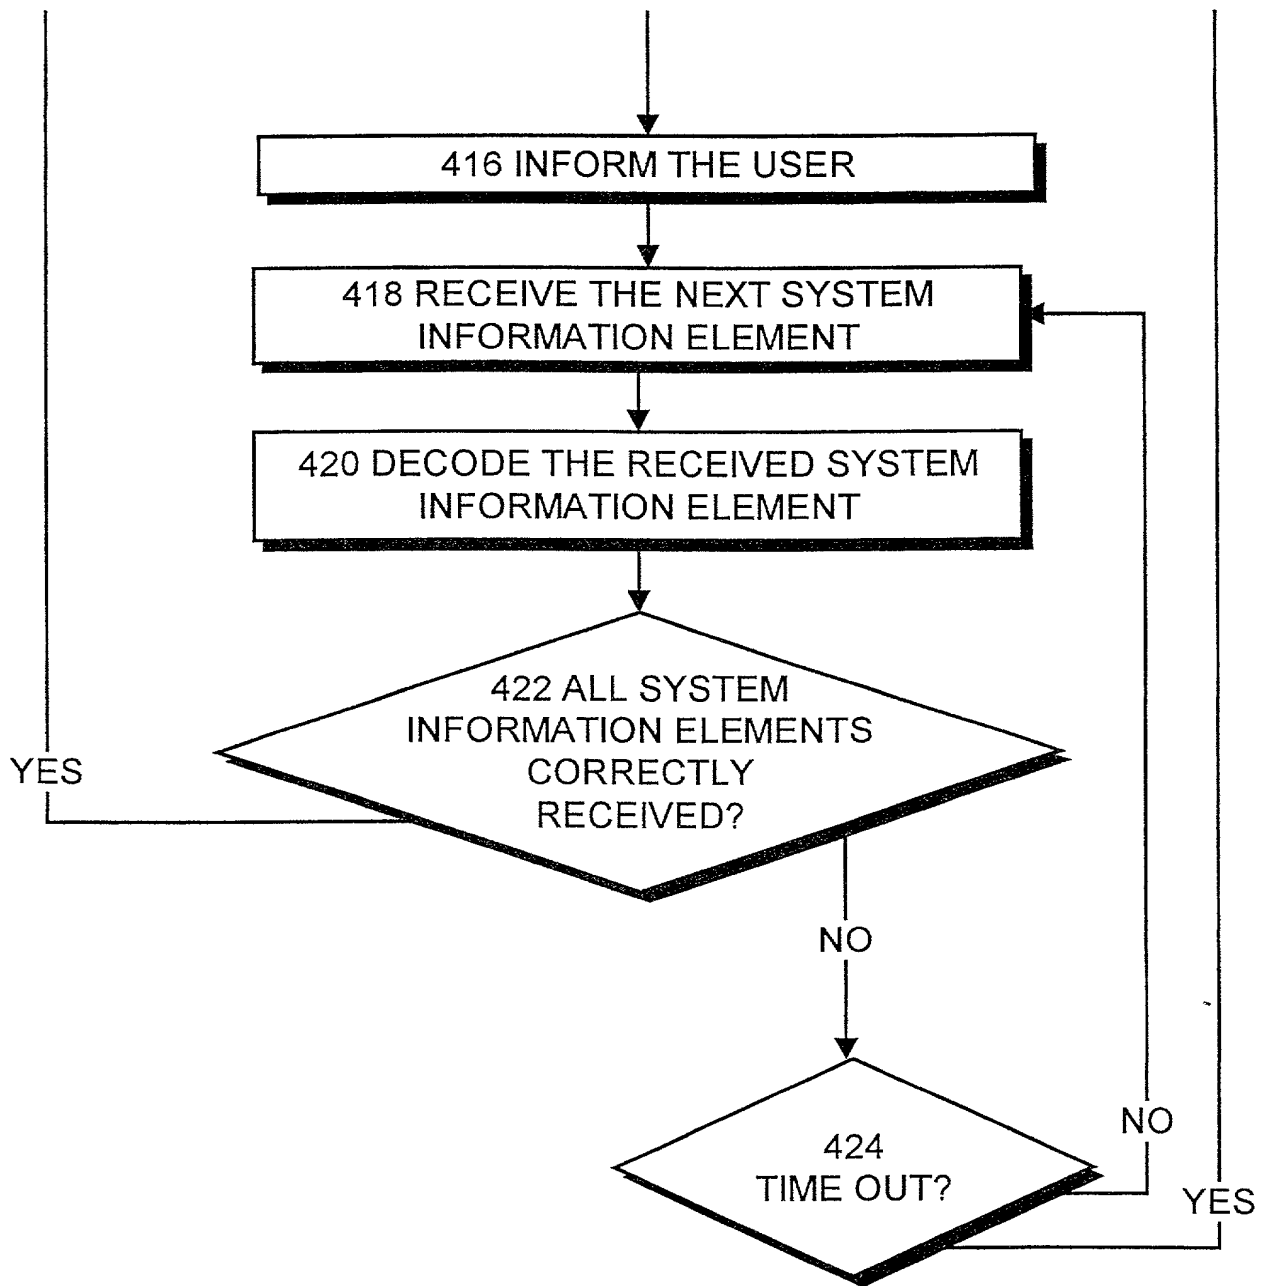 416 INFORM THE USER
418 RECEIVE THE NEXT SYSTEM
INFORMATION ELEMENT
420 DECODE THE RECEIVED SYSTEM
INFORMATION ELEMENT
422 ALL SYSTEM
INFORMATION ELEMENTS
CORRECTLY
RECEIVED?
YES
NO
424
TIME OUT?
NO
YES